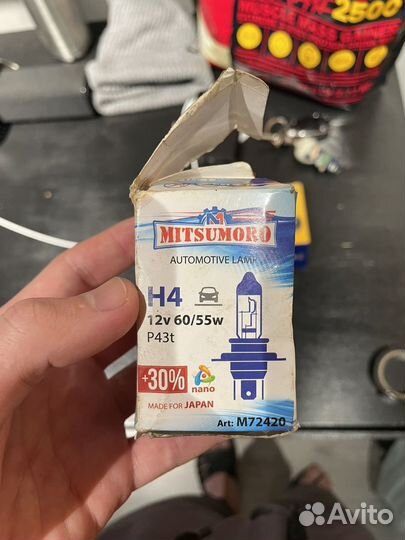 2500
MITSUMORO
AUTOMOTIVE LAMP
H4
12v 60/55w
P43t
+30%
nano
MADE FOR JAPAN
Art: M72420
Avito